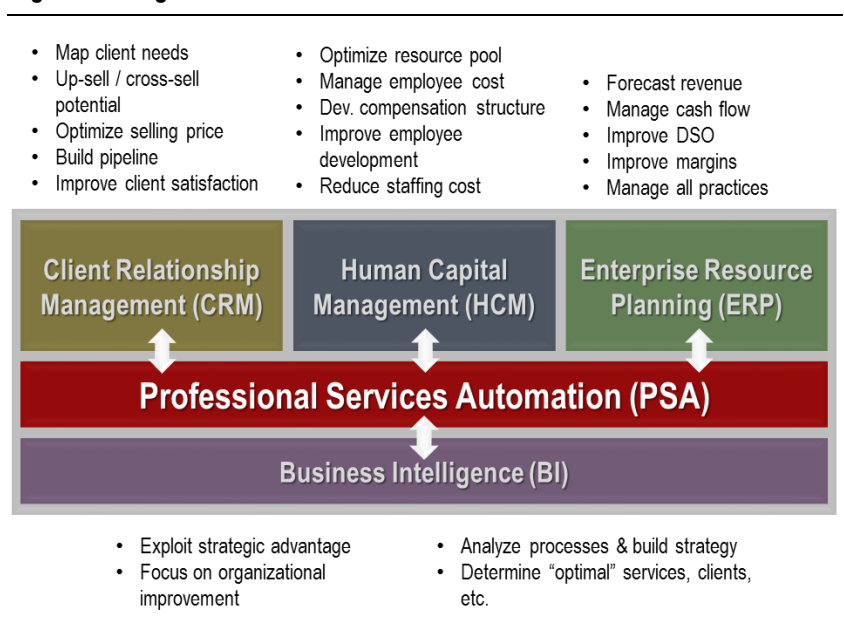 • Map client needs
• Up-sell / cross-sell
potential
• Optimize selling price
• Build pipeline
• Improve client satisfaction
• Optimize resource pool
• Manage employee cost
• Dev. compensation structure
• Improve employee
development
• Reduce staffing cost
• Forecast revenue
• Manage cash flow
• Improve DSO
• Improve margins
• Manage all practices
Client Relationship
Management (CRM)
Human Capital
Management (HCM)
Enterprise Resource
Planning (ERP)
Professional Services Automation (PSA)
Business Intelligence (BI)
• Exploit strategic advantage
• Focus on organizational
improvement
• Analyze processes & build strategy
• Determine “optimal” services, clients,
etc.